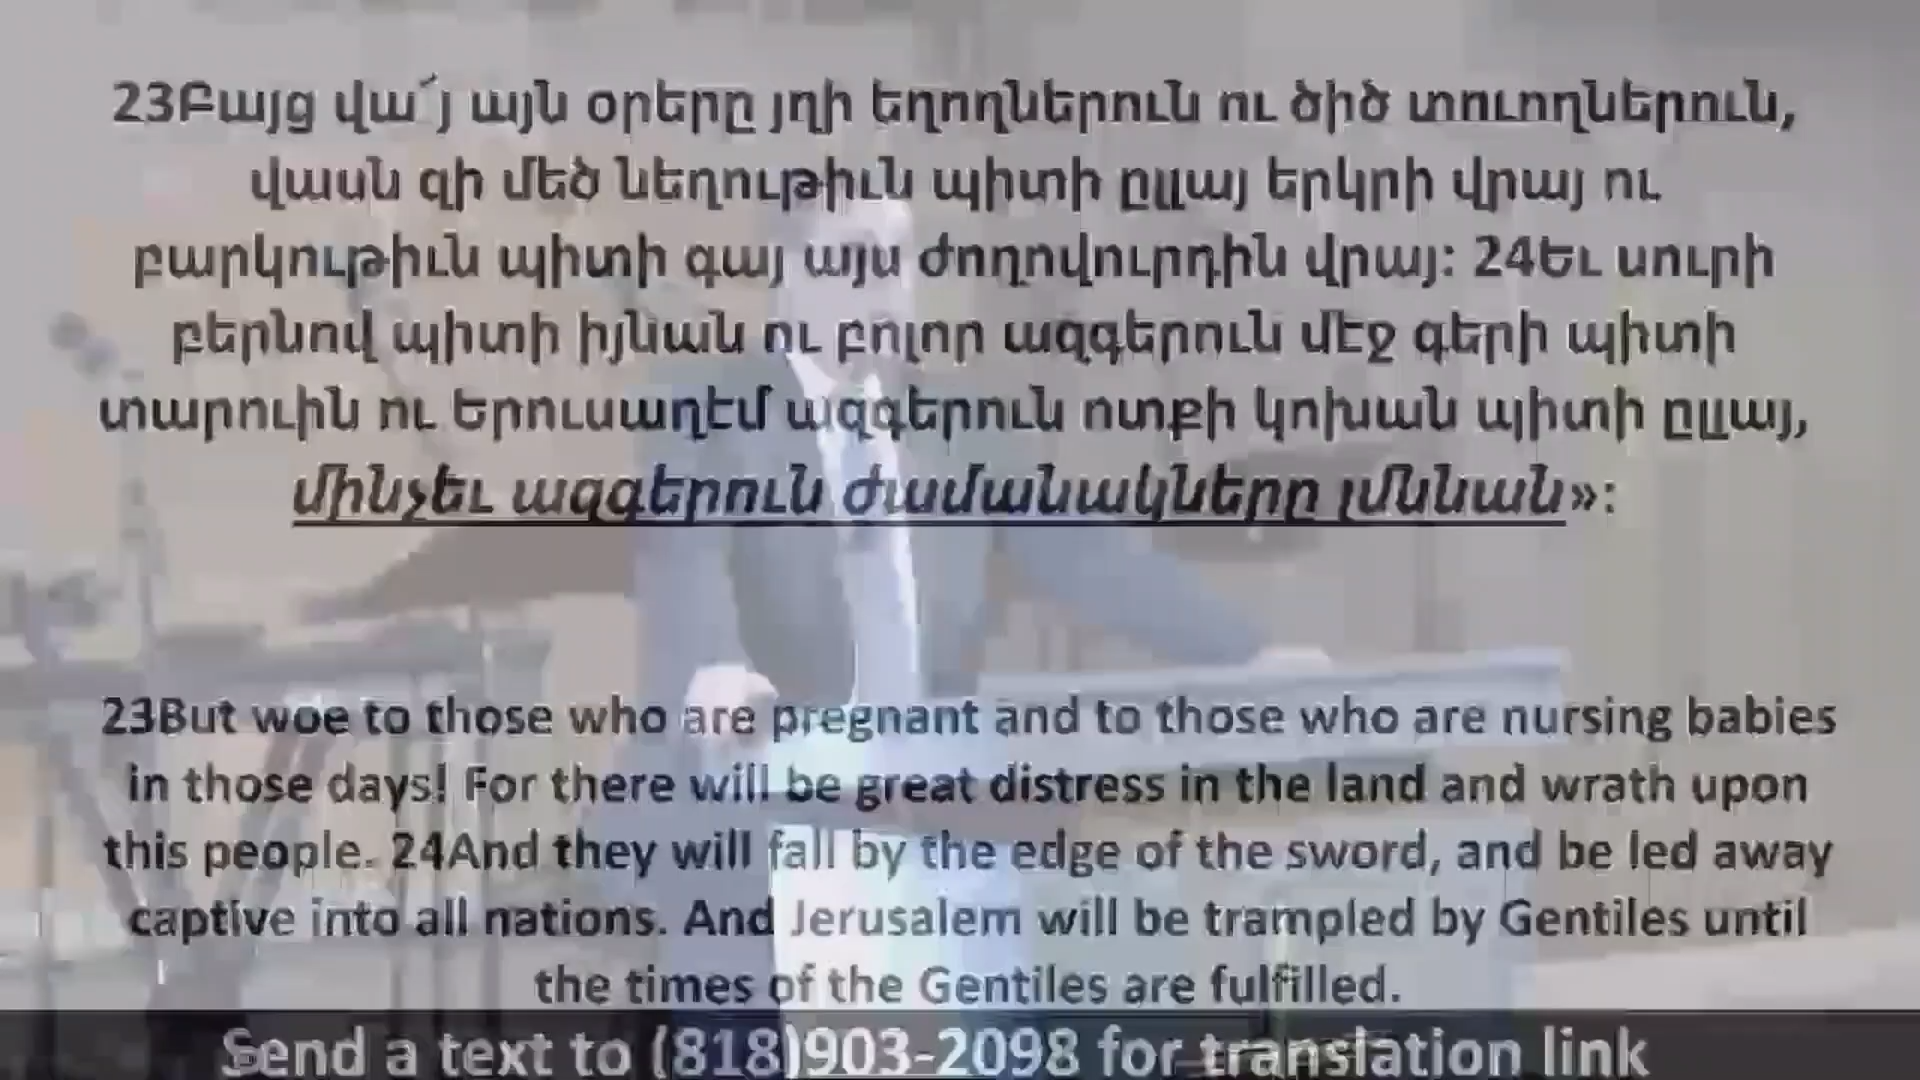 23Բայց վա՜յ այն օրերը յղի եղողներուն ու ծիծ տուողներուն,
վասն զի մեծ նեղութիւն պիտի ըլլայ երկրի վրայ ու
բարկութիւն պիտի գայ այս ժողովուրդին վրայ: 24Եւ սուրի
բերնով պիտի իյնան ու բոլոր ազգերուն մէջ գերի պիտի
տարուին ու Երուսաղէմ ազգերուն ոտքի կոխան պիտի ըլլայ,
մինչեւ ազգերուն ժամանակները լմննան»:
23But woe to those who are pregnant and to those who are nursing babies
in those days! For there will be great distress in the land and wrath upon
this people. 24And they will fall by the edge of the sword, and be led away
captive into all nations. And Jerusalem will be trampled by Gentiles until
the times of the Gentiles are fulfilled.
Send a text to (818)903-2098 for translation link